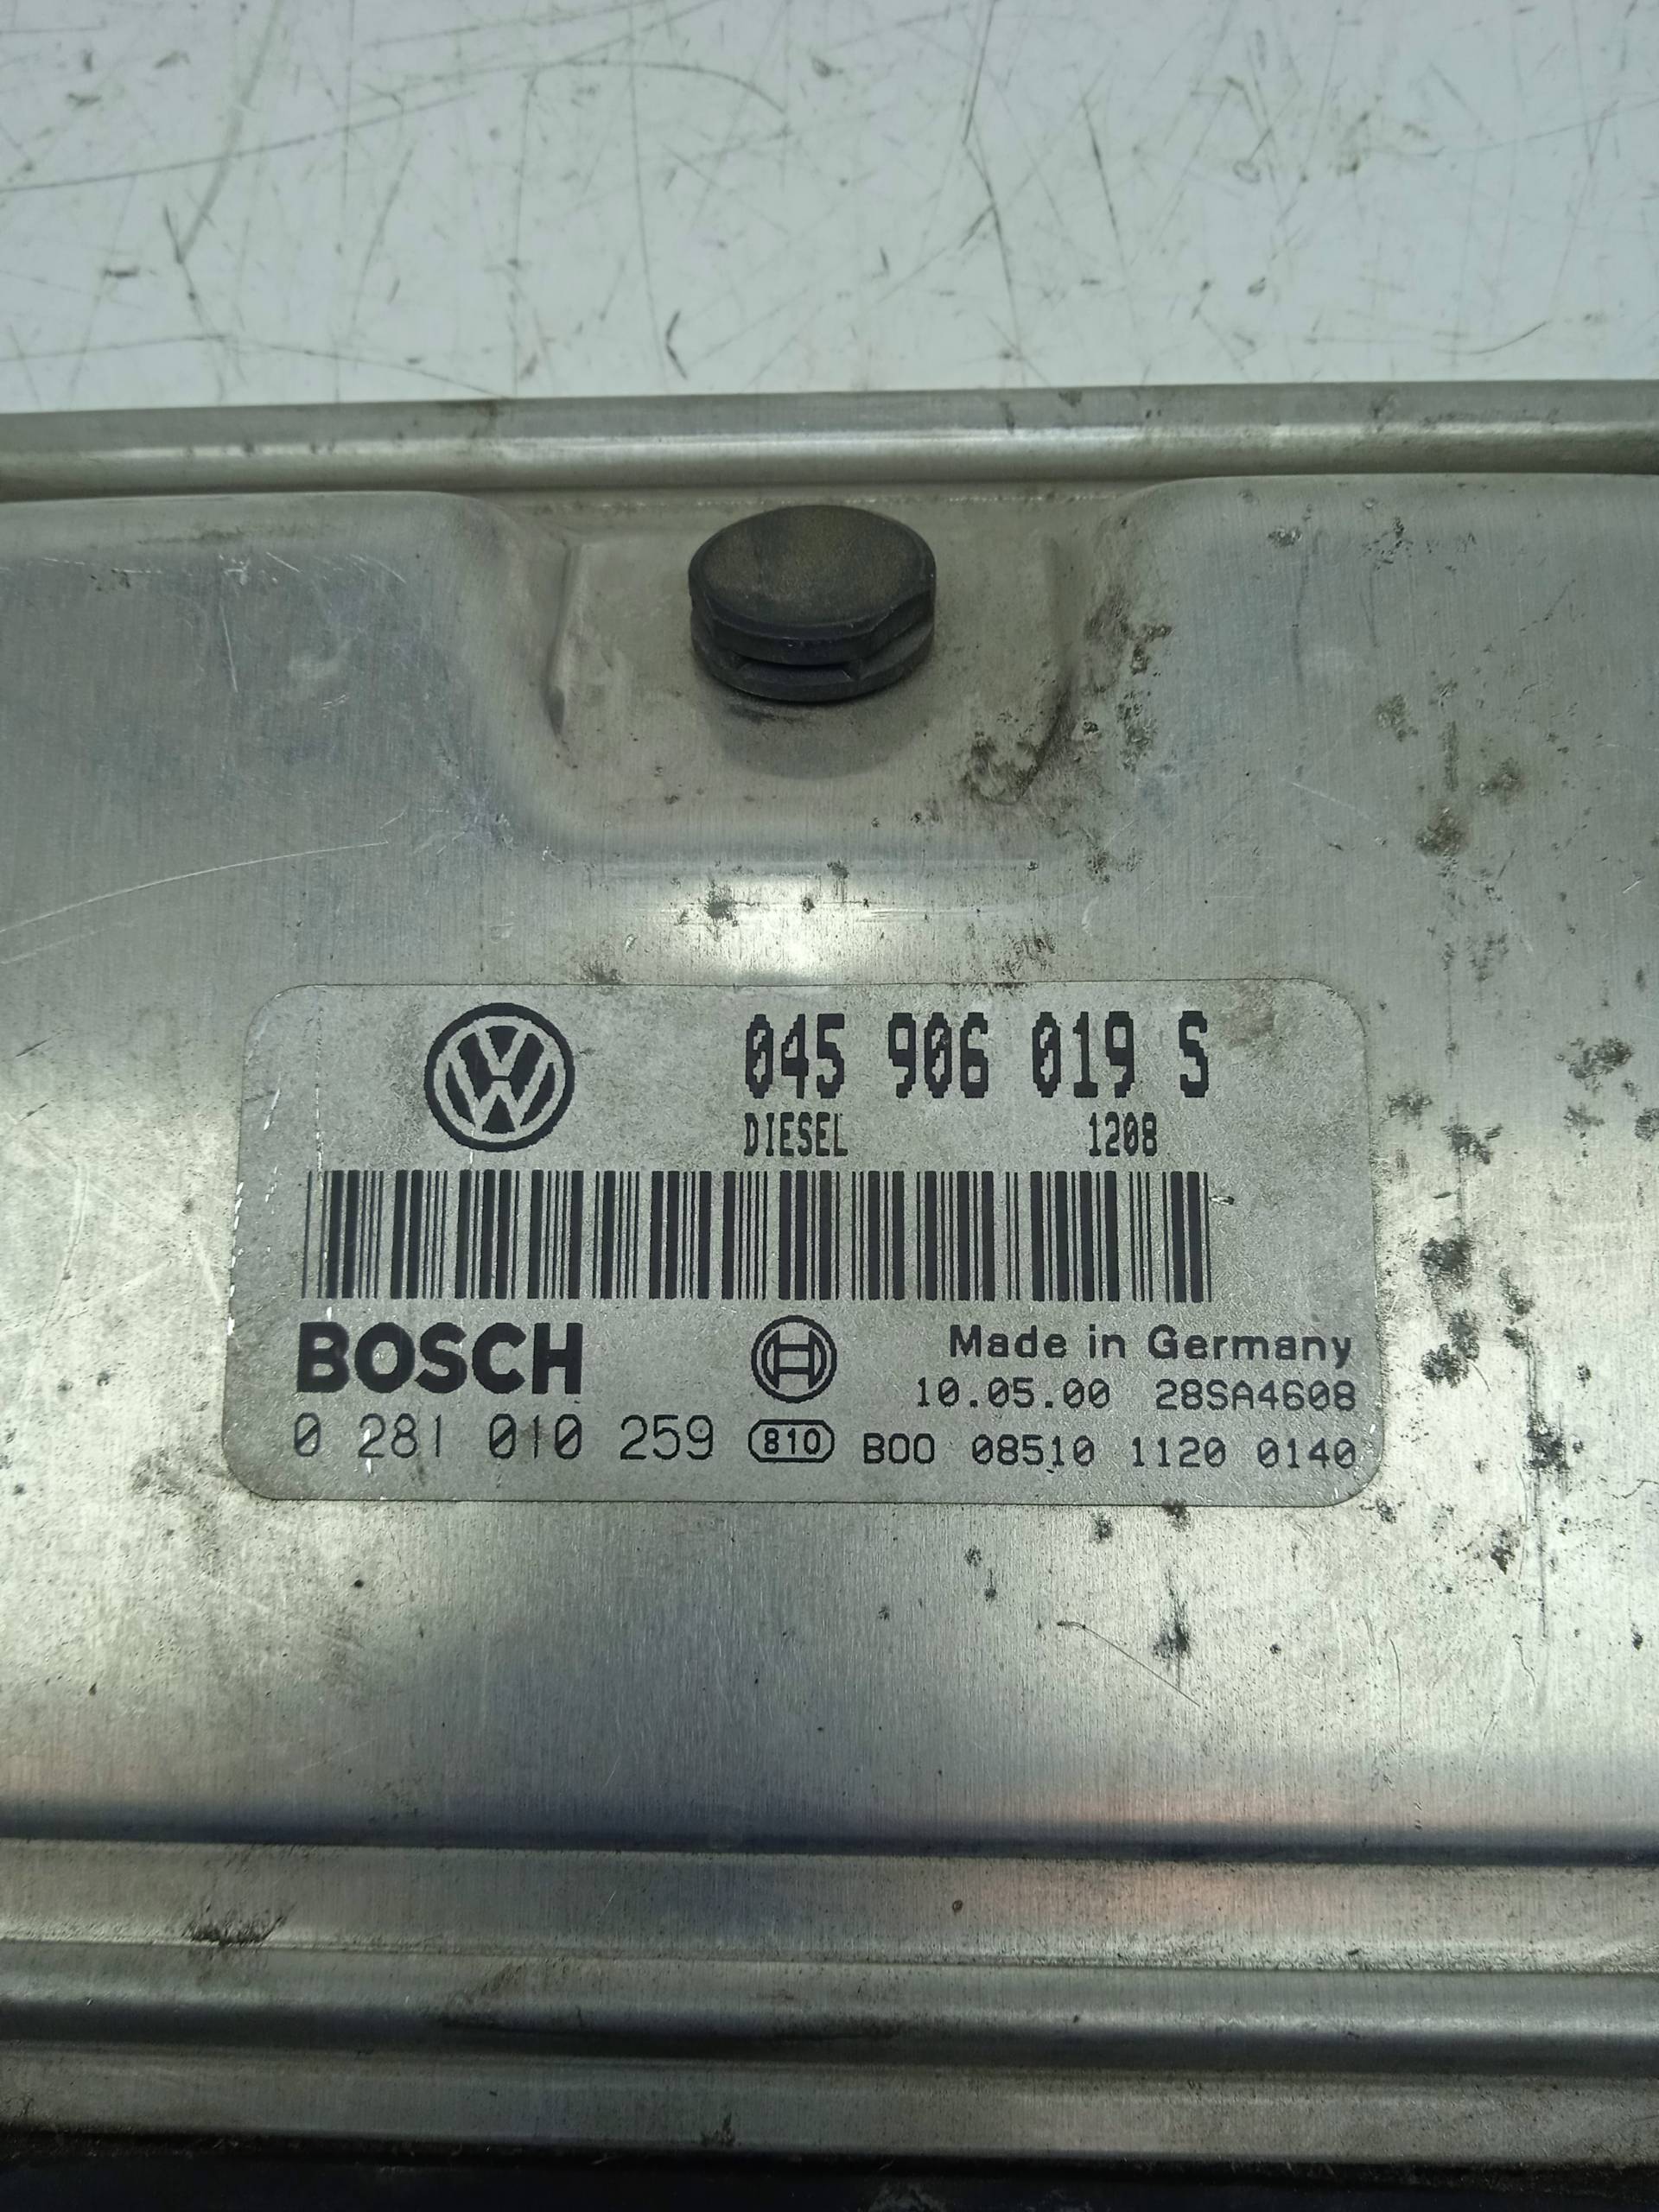 045 906 019 S
DIESEL 1208
BOSCH Made in Germany
10.05.00 28SA4608
0 281 010 259 810 B00 08510 1120 0140